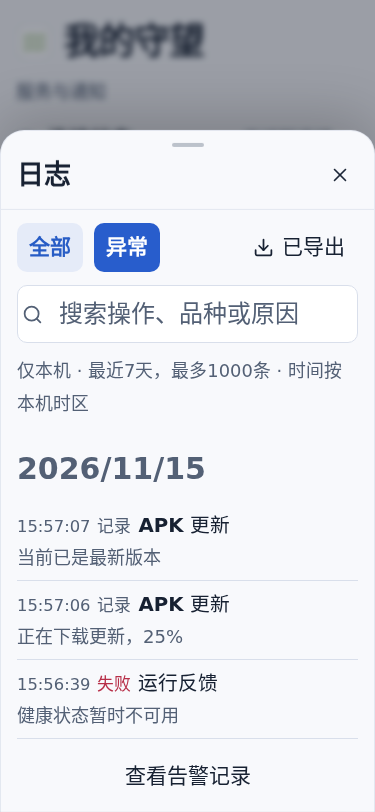 我的守望
服务与通知
日志
全部
异常
已导出
搜索操作、品种或原因
仅本机 · 最近7天，最多1000条 · 时间按
本机时区
2026/11/15
15:57:07 记录 APK 更新
当前已是最新版本
15:57:06 记录 APK 更新
正在下载更新，25%
15:56:39 失败 运行反馈
健康状态暂时不可用
查看告警记录